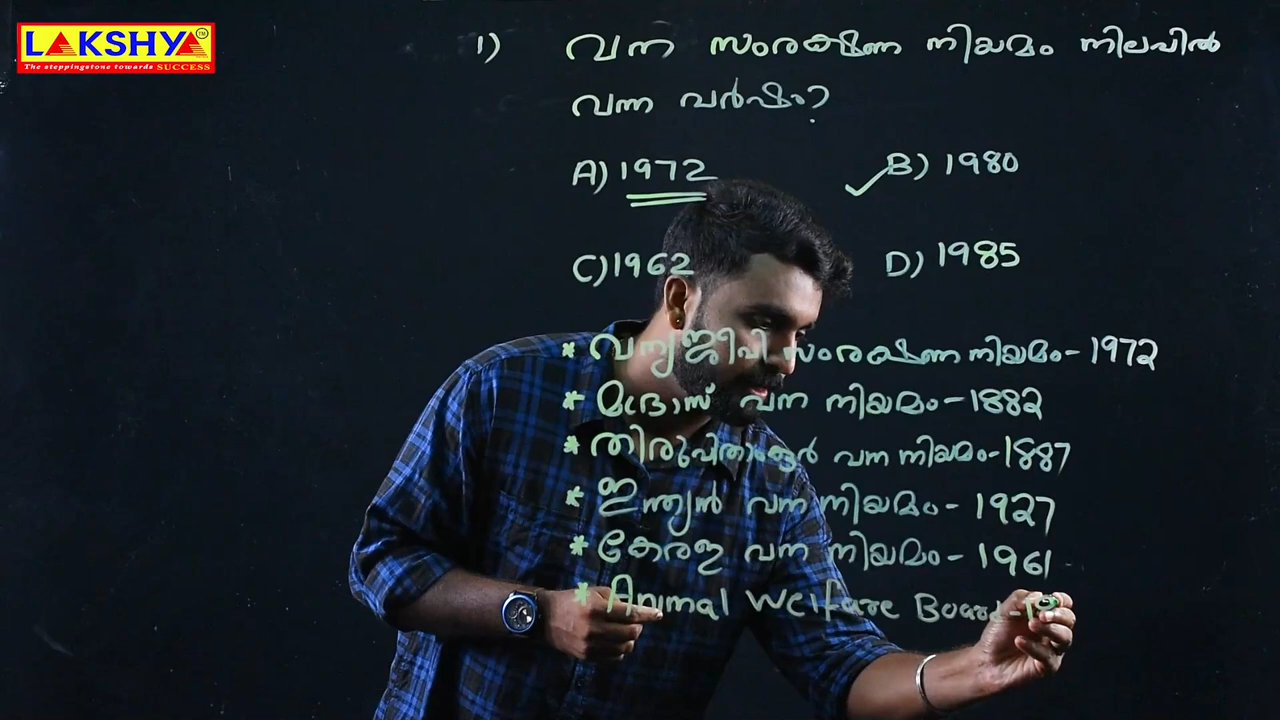 LAKSHYA TM
The steppingstone towards SUCCESS
1) വന സംരക്ഷണ നിയമം നിലവിൽ
വന്ന വർഷം?
A) 1972 B) 1980
C) 1962 D) 1985
* വന്യജീവി സംരക്ഷണ നിയമം - 1972
* മദ്രാസ് വന നിയമം - 1882
* തിരുവിതാംകൂർ വന നിയമം - 1887
* ഇന്ത്യൻ വന നിയമം - 1927
* കേരള വന നിയമം - 1961
* Animal Welfare Board - 19